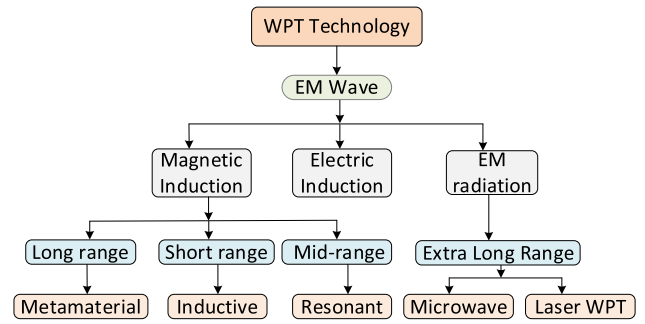 WPT Technology
EM Wave
Magnetic
Induction
Electric
Induction
EM
radiation
Long range
Short range
Mid-range
Extra Long Range
Metamaterial
Inductive
Resonant
Microwave
Laser WPT